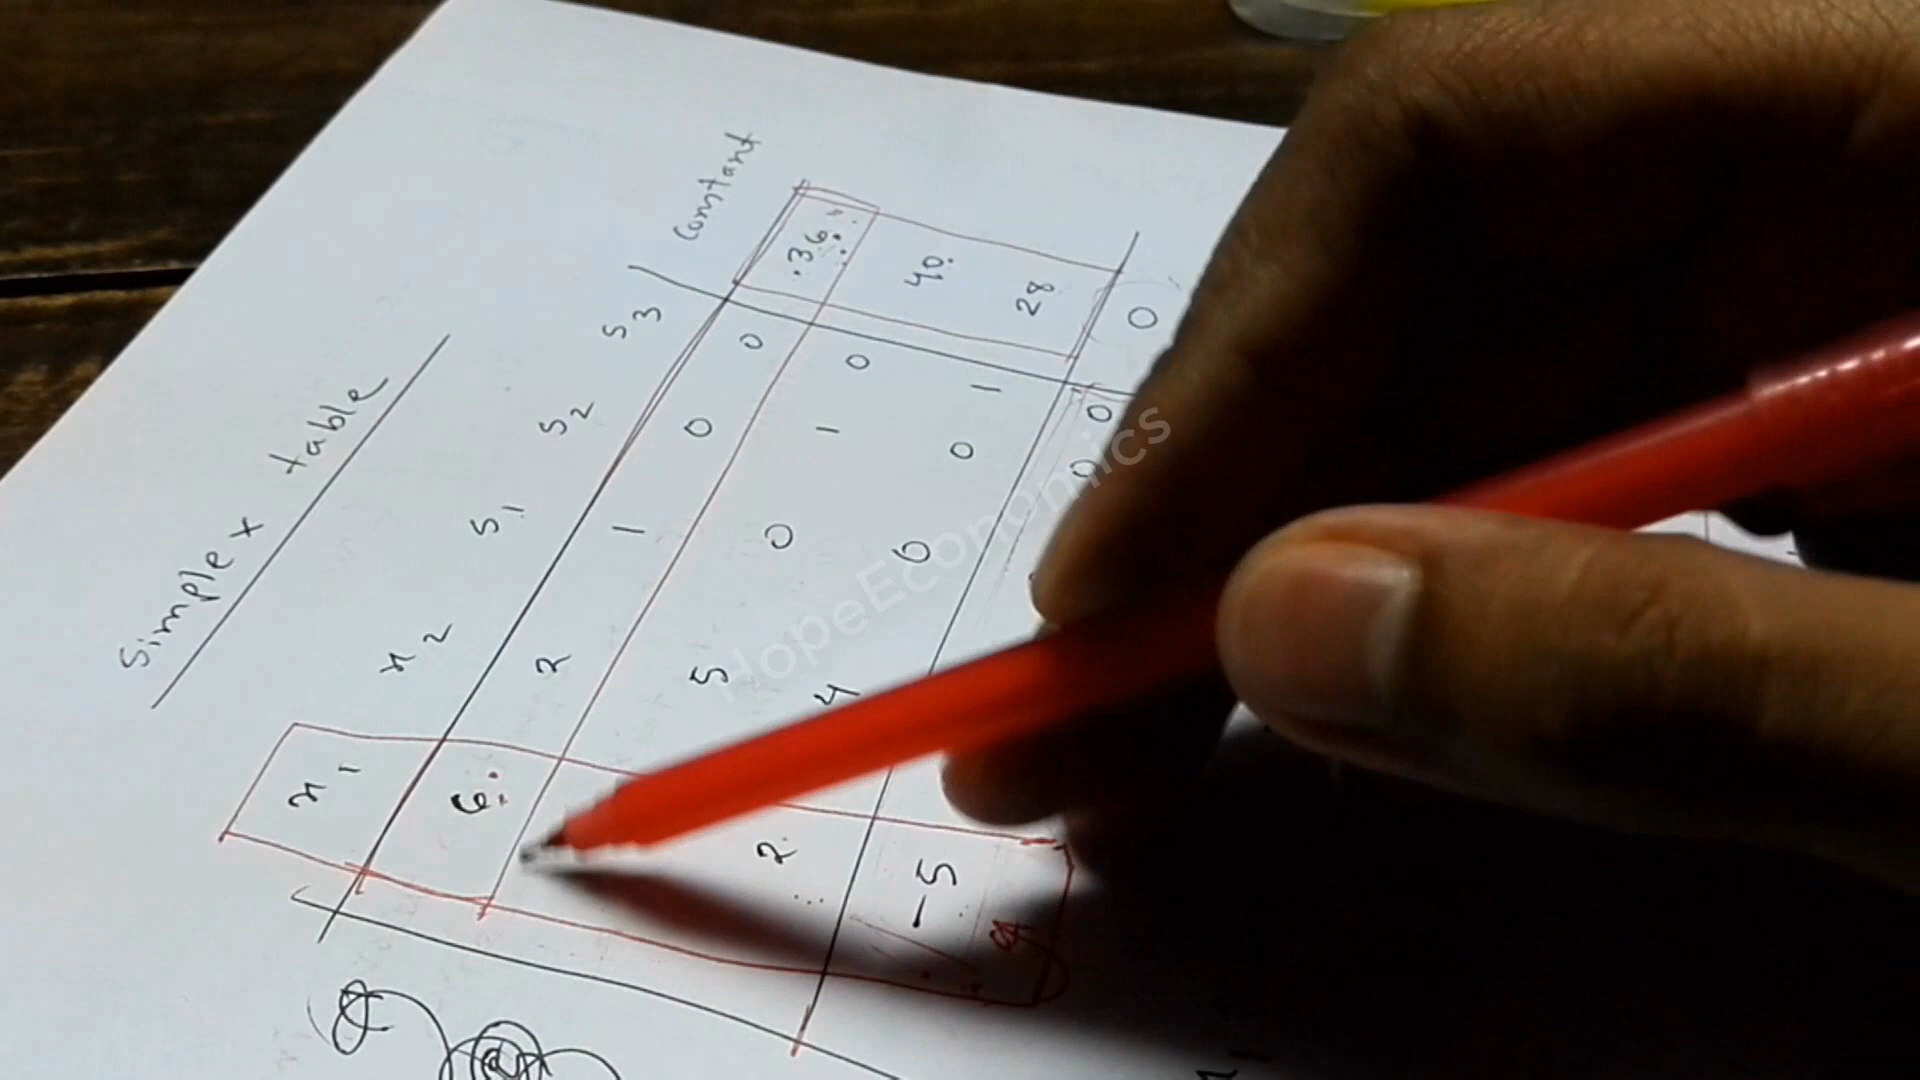 Simplex table
x1 x2 s1 s2 s3 constant
6 2 1 0 0 36
5 0 1 0 40
2 4 0 0 1 28
-5 0 0 0
HopeEconomics